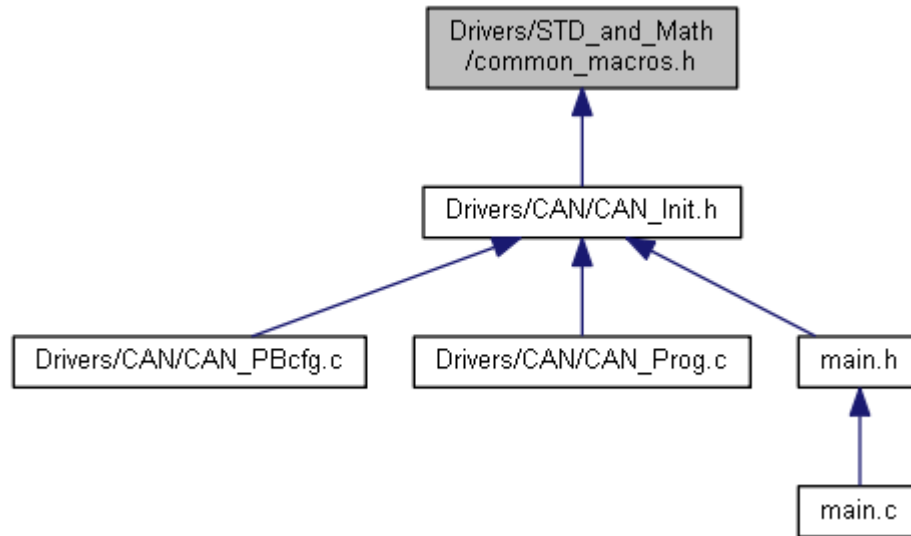 Drivers/STD_and_Math
/common_macros.h
Drivers/CAN/CAN_Init.h
Drivers/CAN/CAN_PBcfg.c
Drivers/CAN/CAN_Prog.c
main.h
main.c